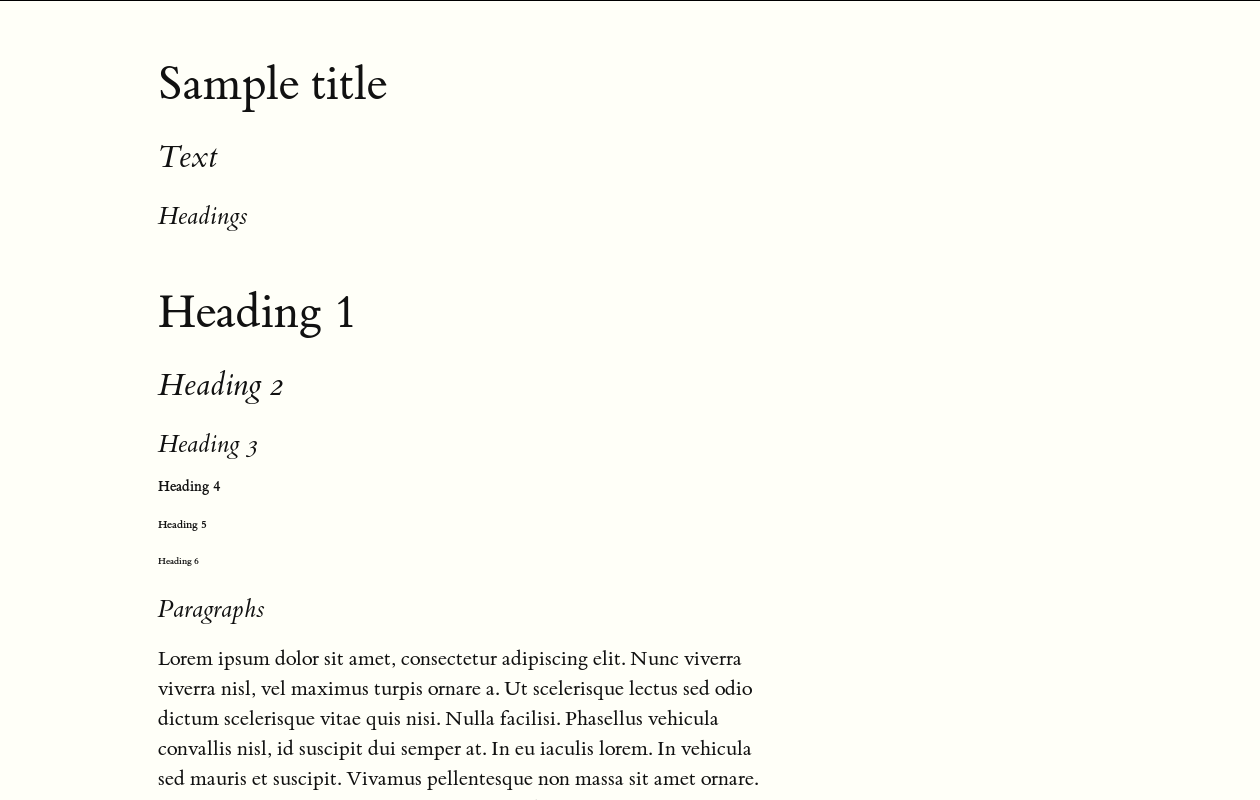 Sample title
Text
Headings
Heading 1
Heading 2
Heading 3
Heading 4
Heading 5
Heading 6
Paragraphs
Lorem ipsum dolor sit amet, consectetur adipiscing elit. Nunc viverra
viverra nisl, vel maximus turpis ornare a. Ut scelerisque lectus sed odio
dictum scelerisque vitae quis nisi. Nulla facilisi. Phasellus vehicula
convallis nisl, id suscipit dui semper at. In eu iaculis lorem. In vehicula
sed mauris et suscipit. Vivamus pellentesque non massa sit amet ornare.